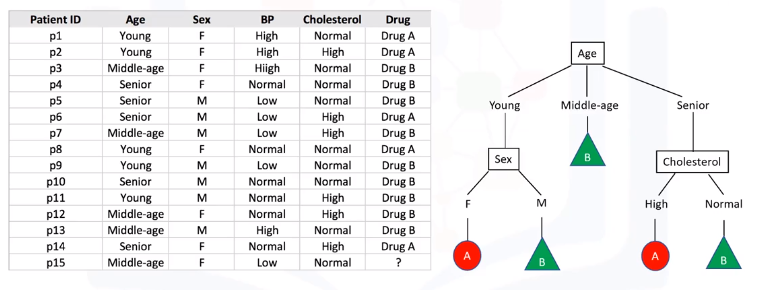 Patient ID Age Sex BP Cholesterol Drug
p1 Young F High Normal Drug A
p2 Young F High High Drug A
p3 Middle-age F Hiigh Normal Drug B
p4 Senior F Normal Normal Drug B
p5 Senior M Low Normal Drug B
p6 Senior M Low High Drug A
p7 Middle-age M Low High Drug B
p8 Young F Normal Normal Drug A
p9 Young M Low Normal Drug B
p10 Senior M Normal Normal Drug B
p11 Young M Normal High Drug B
p12 Middle-age F Normal High Drug B
p13 Middle-age M High Normal Drug B
p14 Senior F Normal High Drug A
p15 Middle-age F Low Normal ?
Age
Young Middle-age Senior
B
Sex Cholesterol
F M High Normal
A B A B